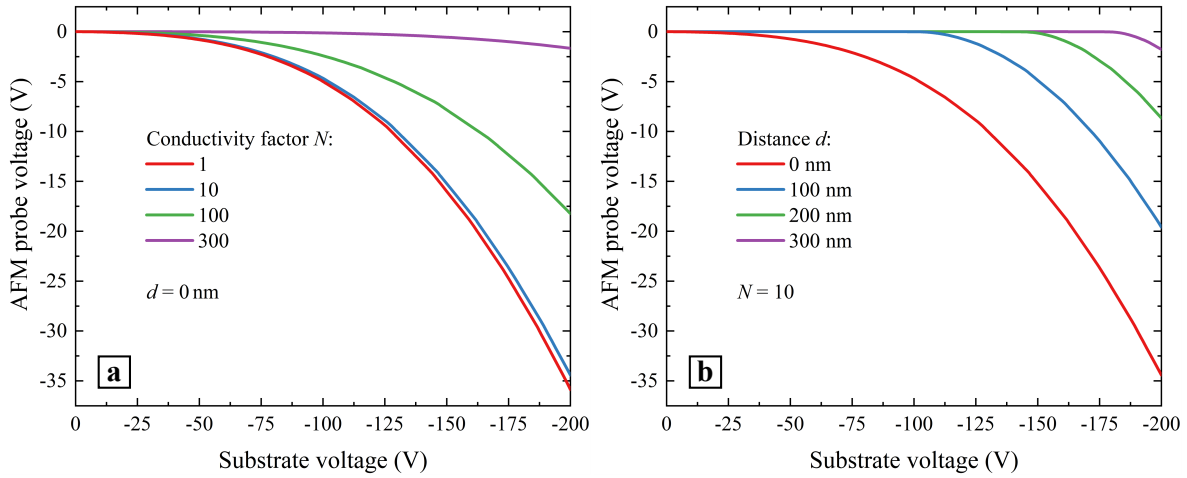 AFM probe voltage (V)
0
-5
-10
-15
-20
-25
-30
-35
Conductivity factor N:
1
10
100
300
d = 0 nm
a
0 -25 -50 -75 -100 -125 -150 -175 -200
Substrate voltage (V)
AFM probe voltage (V)
0
-5
-10
-15
-20
-25
-30
-35
Distance d:
0 nm
100 nm
200 nm
300 nm
N = 10
b
0 -25 -50 -75 -100 -125 -150 -175 -200
Substrate voltage (V)